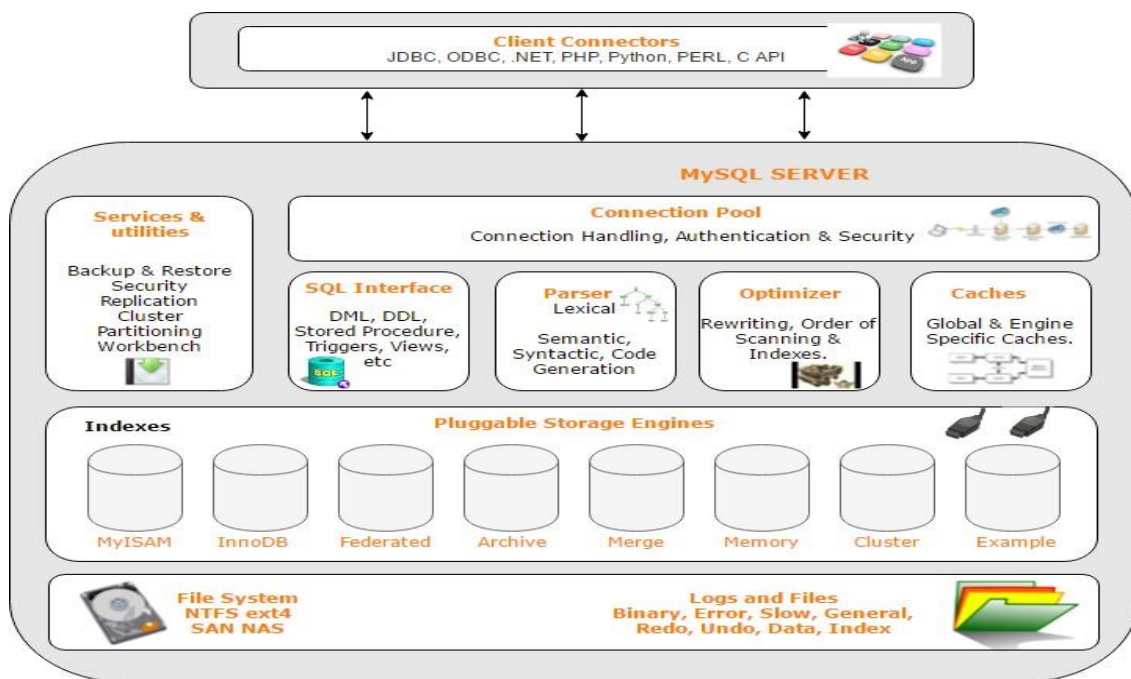 Client Connectors
JDBC, ODBC, .NET, PHP, Python, PERL, C API
APP
MySQL SERVER
Services &
utilities
Backup & Restore
Security
Replication
Cluster
Partitioning
Workbench
Connection Pool
Connection Handling, Authentication & Security
SQL Interface
DML, DDL,
Stored Procedure,
Triggers, Views,
etc
SQL
Parser
Lexical
Semantic,
Syntactic, Code
Generation
Optimizer
Rewriting, Order of
Scanning &
Indexes.
Caches
Global & Engine
Specific Caches.
Indexes
Pluggable Storage Engines
MyISAM
InnoDB
Federated
Archive
Merge
Memory
Cluster
Example
File System
NTFS ext4
SAN NAS
Logs and Files
Binary, Error, Slow, General,
Redo, Undo, Data, Index